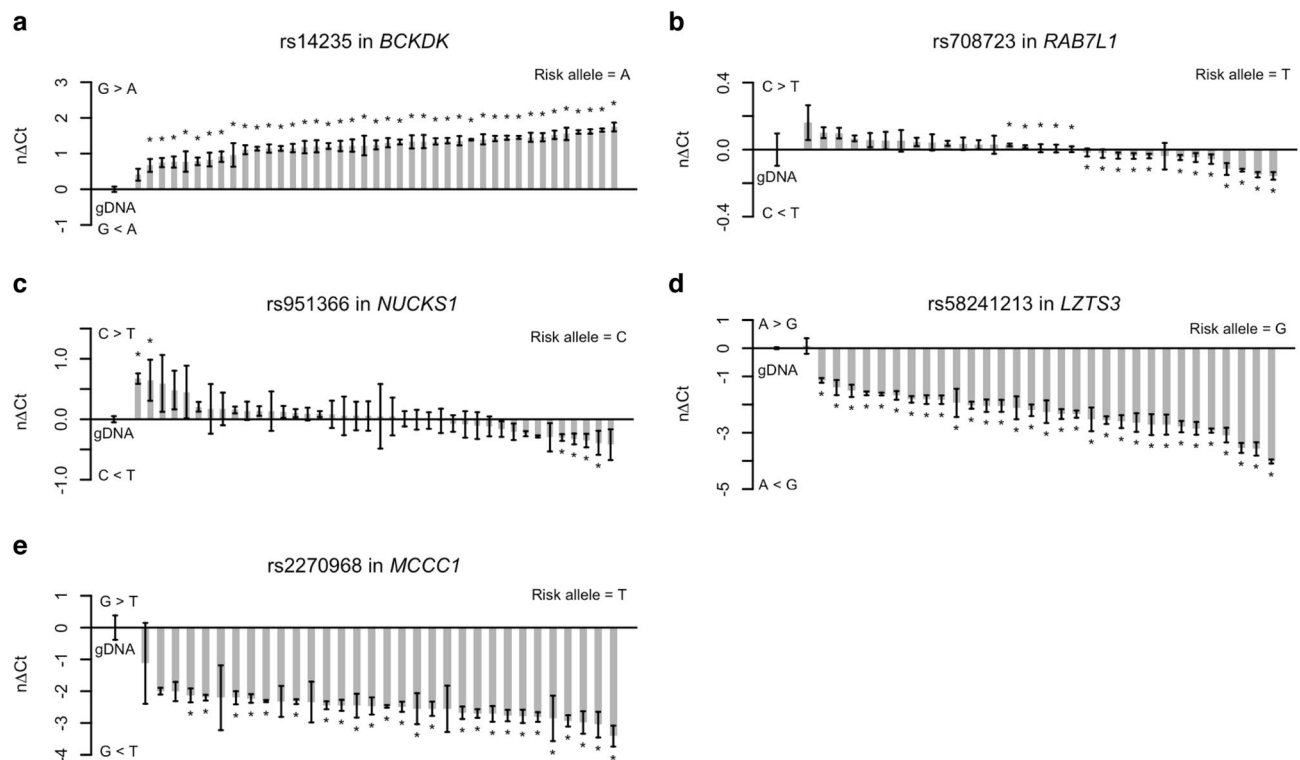 a
rs14235 in BCKDK
Risk allele = A
nΔCt
3
2
1
0
-1
G > A
gDNA
G < A
b
rs708723 in RAB7L1
Risk allele = T
nΔCt
0.4
0.0
-0.4
C > T
gDNA
C < T
c
rs951366 in NUCKS1
Risk allele = C
nΔCt
1.0
0.0
-1.0
C > T
gDNA
C < T
d
rs58241213 in LZTS3
Risk allele = G
nΔCt
1
0
-1
-3
-5
A > G
gDNA
A < G
e
rs2270968 in MCCC1
Risk allele = T
nΔCt
1
0
-1
-2
-3
-4
G > T
gDNA
G < T